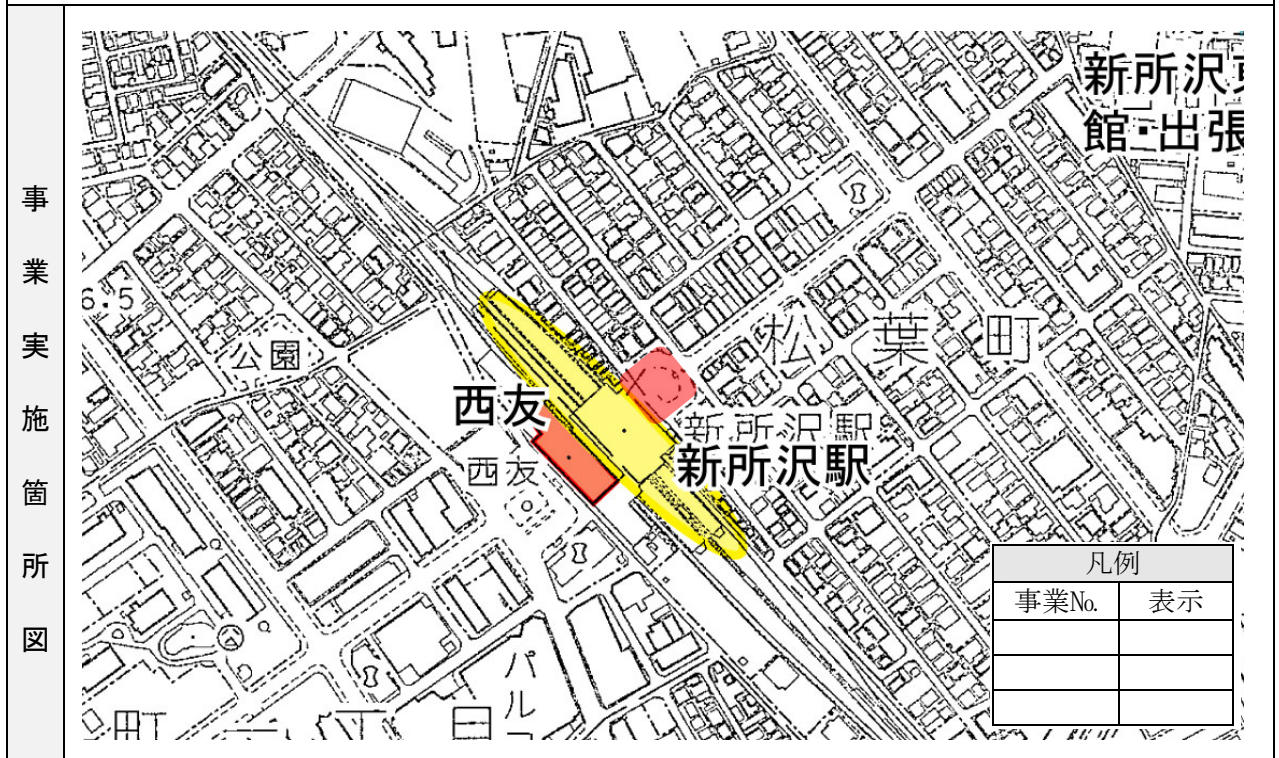 事業実施箇所図
新所沢
館・出張
6.5
公園
松葉町
西友
西友
新所沢駅
新所沢駅
パル
町
凡例
事業№ 表示